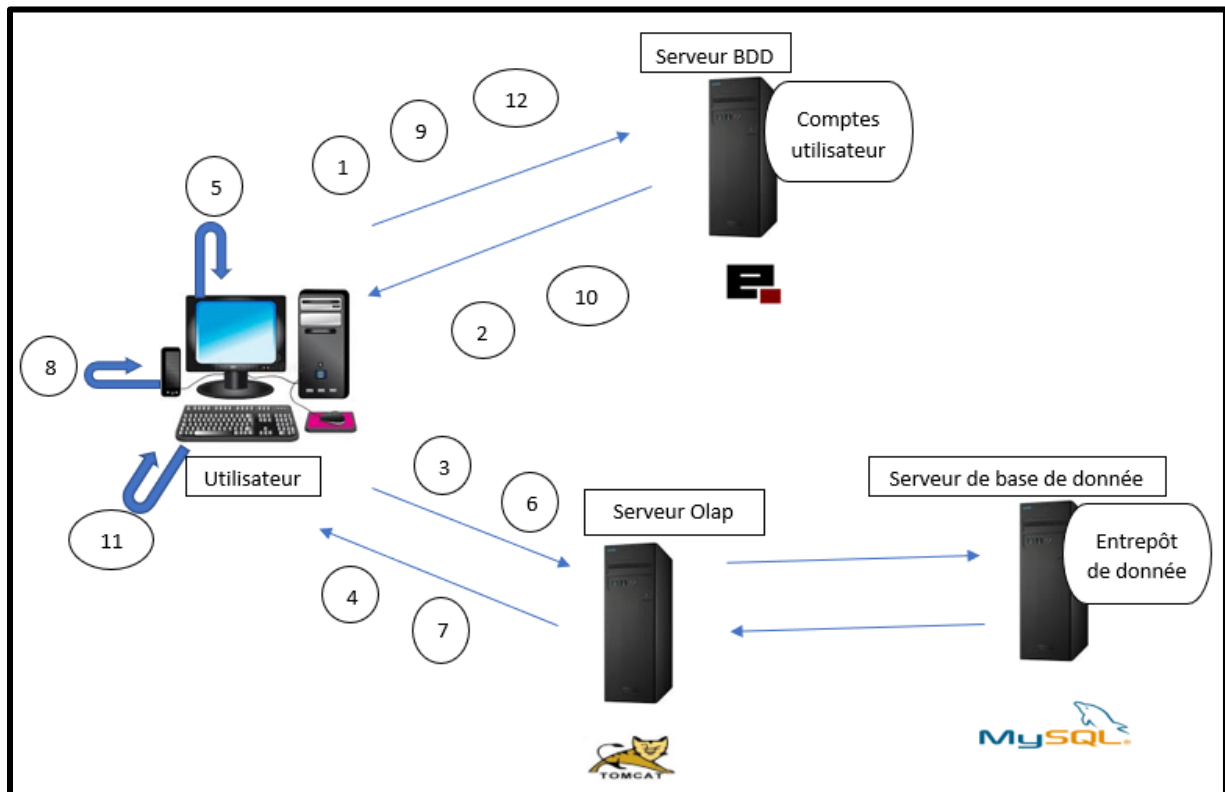 Serveur BDD
12
Comptes
utilisateur
9
1
5
10
2
8
Utilisateur
11
3
6
4
7
Serveur Olap
TOMCAT
Serveur de base de donnée
Entrepôt
de donnée
MySQL